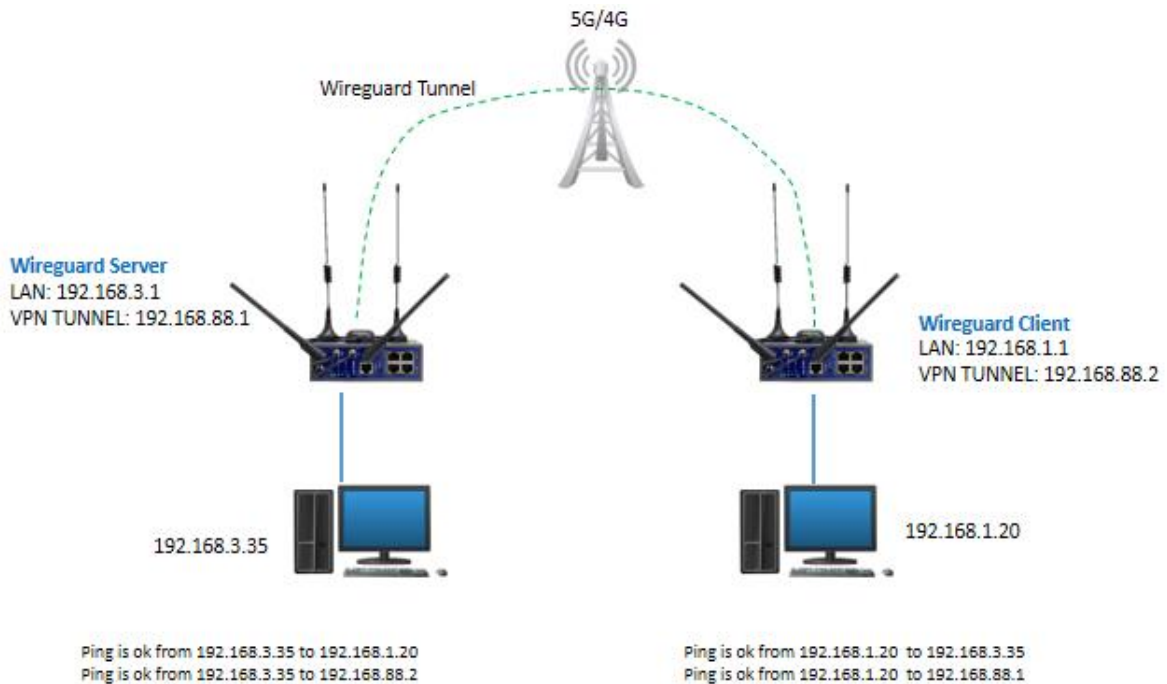 5G/4G
Wireguard Tunnel
Wireguard Server
LAN: 192.168.3.1
VPN TUNNEL: 192.168.88.1
Wireguard Client
LAN: 192.168.1.1
VPN TUNNEL: 192.168.88.2
192.168.3.35
192.168.1.20
Ping is ok from 192.168.3.35 to 192.168.1.20
Ping is ok from 192.168.3.35 to 192.168.88.2
Ping is ok from 192.168.1.20 to 192.168.3.35
Ping is ok from 192.168.1.20 to 192.168.88.1